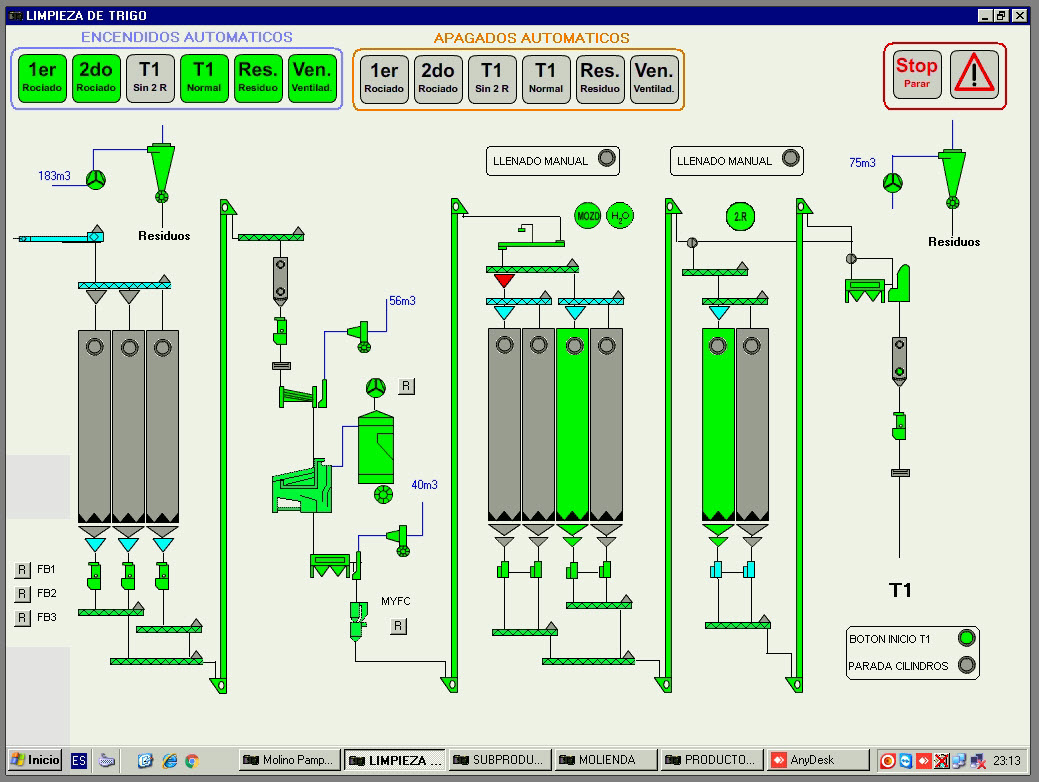 LIMPIEZA DE TRIGO
ENCENDIDOS AUTOMATICOS
APAGADOS AUTOMATICOS
1er
Rociado
2do
Rociado
T1
Sin 2 R
T1
Normal
Res.
Residuo
Ven.
Ventilad.
1er
Rociado
2do
Rociado
T1
Sin 2 R
T1
Normal
Res.
Residuo
Ven.
Ventilad.
Stop
Parar
!
LLENADO MANUAL
LLENADO MANUAL
183m3
75m3
Residuos
MOZO
H2O
2.R
Residuos
56m3
R
40m3
R FB1
R FB2
R FB3
MYFC
R
T1
BOTON INICIO T1
PARADA CILINDROS
Inicio
ES
Molino Pamp...
LIMPIEZA ...
SUBPRODU...
MOLIENDA
PRODUCTO...
AnyDesk
23:13